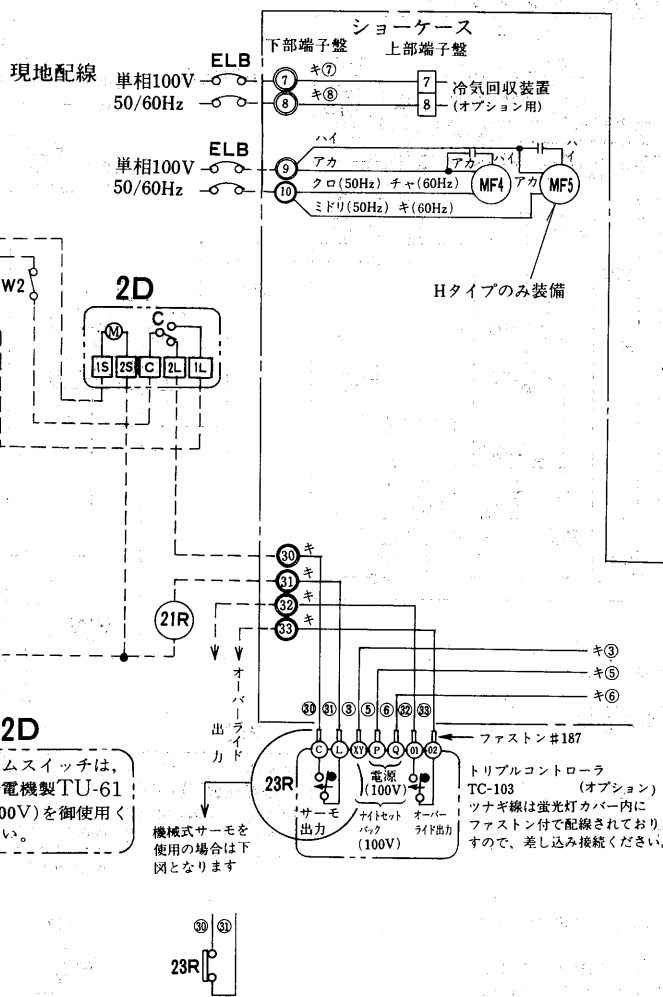 ショーケース
下部端子盤 上部端子盤
現地配線
ELB
単相100V
50/60Hz
⑦ キ⑦ 7
⑧ キ⑧ 8
冷気回収装置
(オプション用)
ELB
単相100V
50/60Hz
⑨ ハイ
アカ アカ ハイ ハイ
⑩ クロ(50Hz) チャ(60Hz) MF4 アカ MF5
ミドリ(50Hz) キ(60Hz)
Hタイプのみ装備
W2
2D
M C
1S 2S C 2L 1L
㉚ キ
㉛ キ
㉜ キ
㉝ キ
21R
オーバーライド
出力
キ③
キ⑤
キ⑥
㉚ ㉛ ③ ⑤ ⑥ ㉜ ㉝
ファストン#187
C L XY P Q 01 02
23R
サーモ
出力
電源
(100V)
ナイトセット
バック
(100V)
オーバー
ライド出力
トリプルコントローラ
TC-103 (オプション)
ツナギ線は蛍光灯カバー内に
ファストン付で配線されており
すので、差し込み接続ください。
2D
ムスイッチは,
電機製TU-61
00V)を御使用く
い。
機械式サーモを
使用の場合は下
図となります
㉚ ㉛
23R